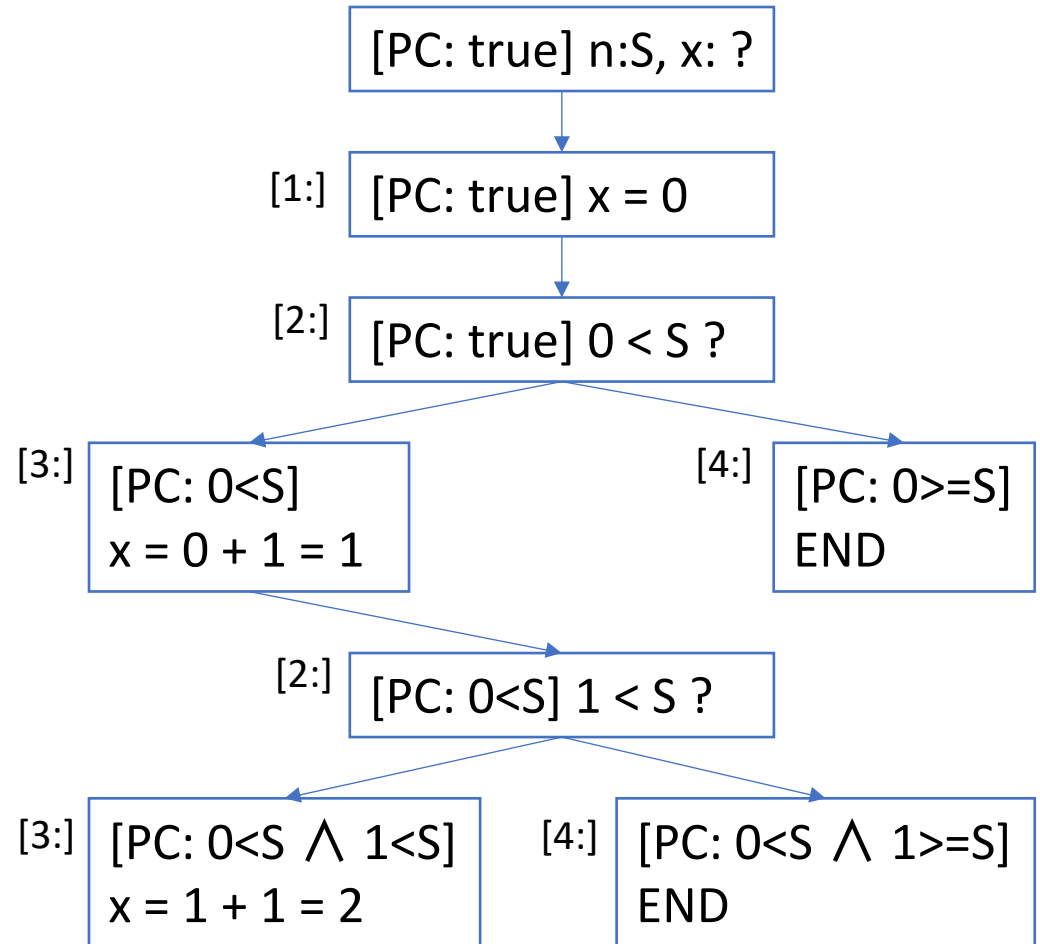 [PC: true] n:S, x: ?
[1:]
[PC: true] x = 0
[2:]
[PC: true] 0 < S ?
[3:]
[PC: 0<S]
x = 0 + 1 = 1
[4:]
[PC: 0>=S]
END
[2:]
[PC: 0<S] 1 < S ?
[3:]
[PC: 0<S ⋀ 1<S]
x = 1 + 1 = 2
[4:]
[PC: 0<S ⋀ 1>=S]
END